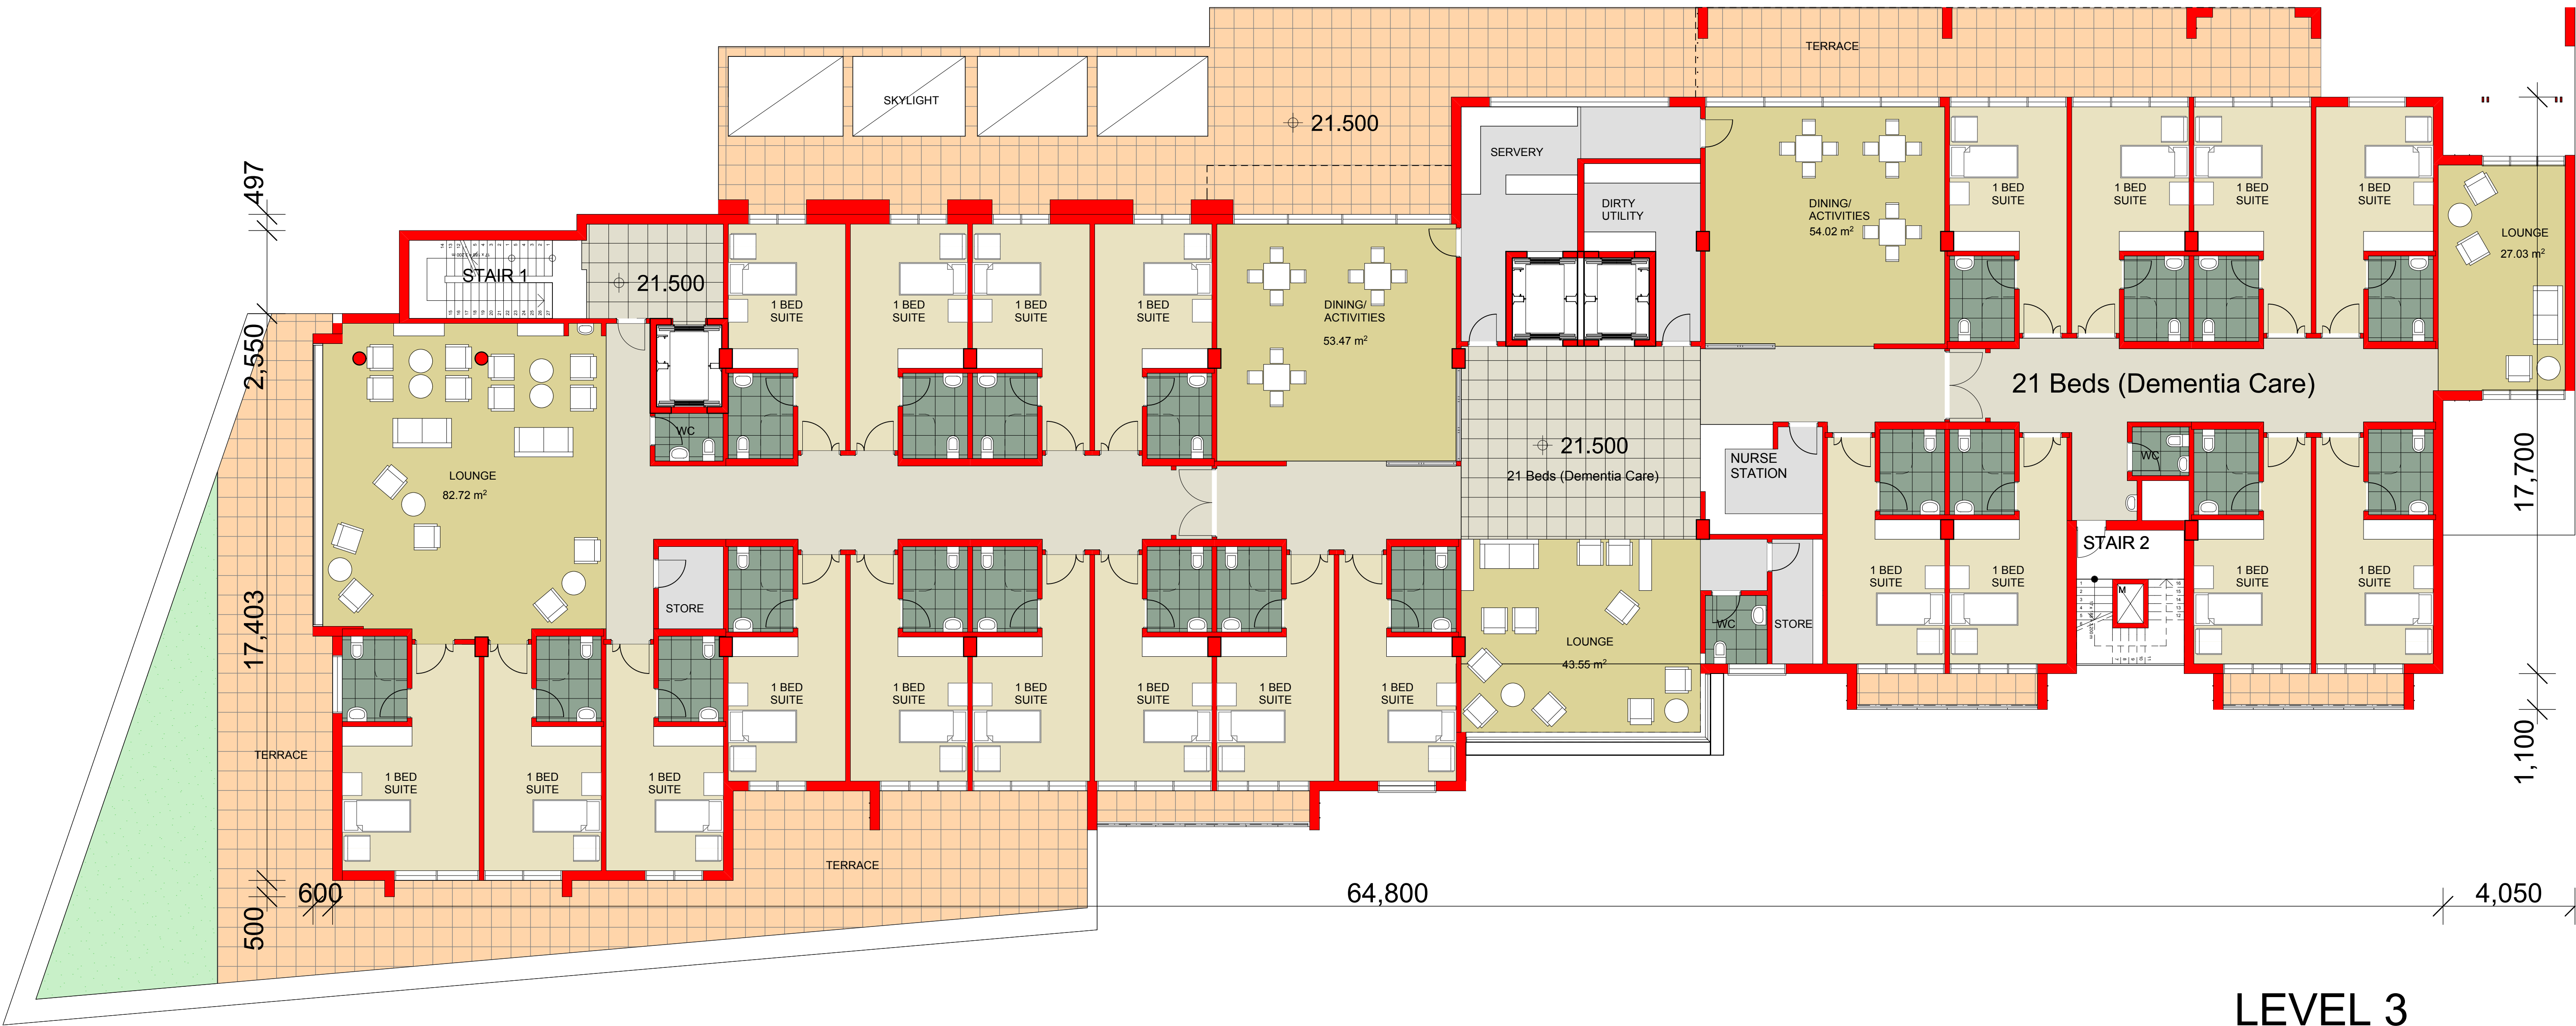 TERRACE
SKYLIGHT
21.500
497
SERVERY
DIRTY
UTILITY
DINING/
ACTIVITIES
54.02 m²
1 BED
SUITE
1 BED
SUITE
1 BED
SUITE
1 BED
SUITE
LOUNGE
27.03 m²
STAIR 1
21.500
1 BED
SUITE
1 BED
SUITE
1 BED
SUITE
1 BED
SUITE
DINING/
ACTIVITIES
53.47 m²
2,550
21 Beds (Dementia Care)
WC
LOUNGE
82.72 m²
21.500
21 Beds (Dementia Care)
NURSE
STATION
WC
17,700
STAIR 2
M
1 BED
SUITE
1 BED
SUITE
1 BED
SUITE
1 BED
SUITE
STORE
17,403
WC
STORE
LOUNGE
43.55 m²
1 BED
SUITE
1 BED
SUITE
1 BED
SUITE
1 BED
SUITE
1 BED
SUITE
1 BED
SUITE
TERRACE
1,100
1 BED
SUITE
1 BED
SUITE
1 BED
SUITE
TERRACE
600
500
64,800
4,050
LEVEL 3